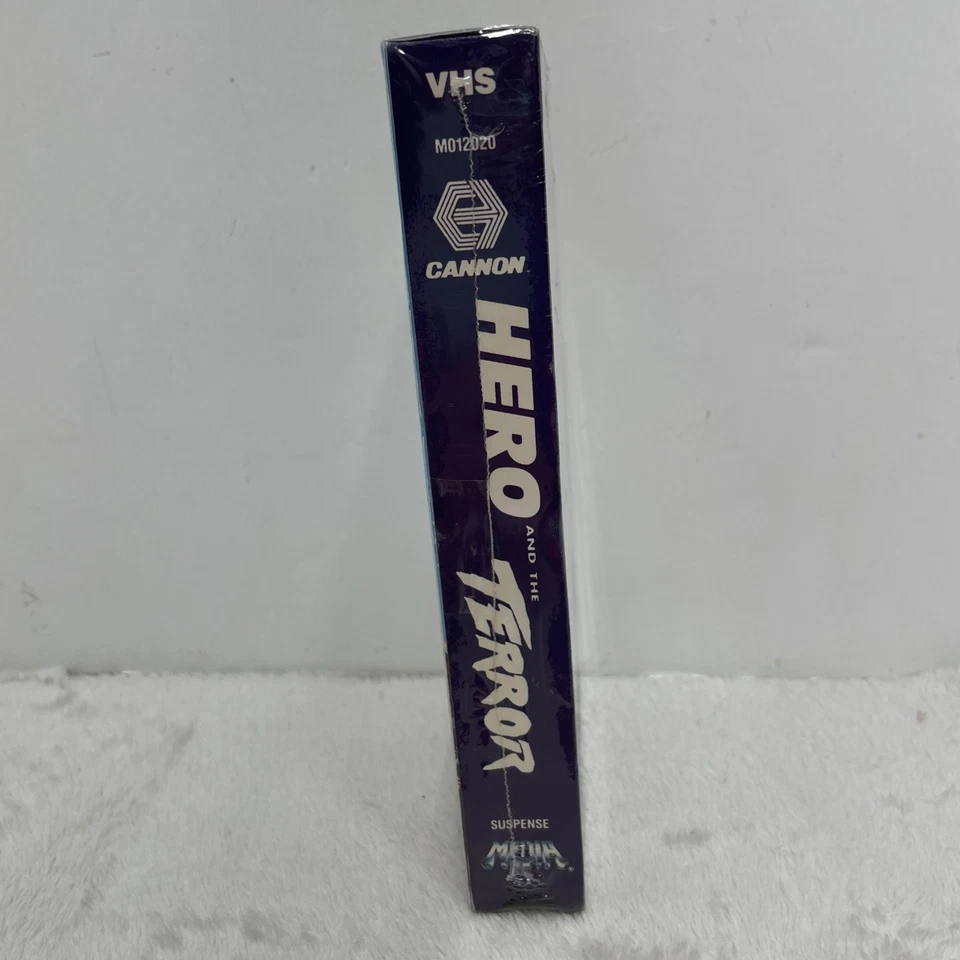 VHS
M012020
CANNON
HERO
AND THE
TERROR
SUSPENSE
MEDIA